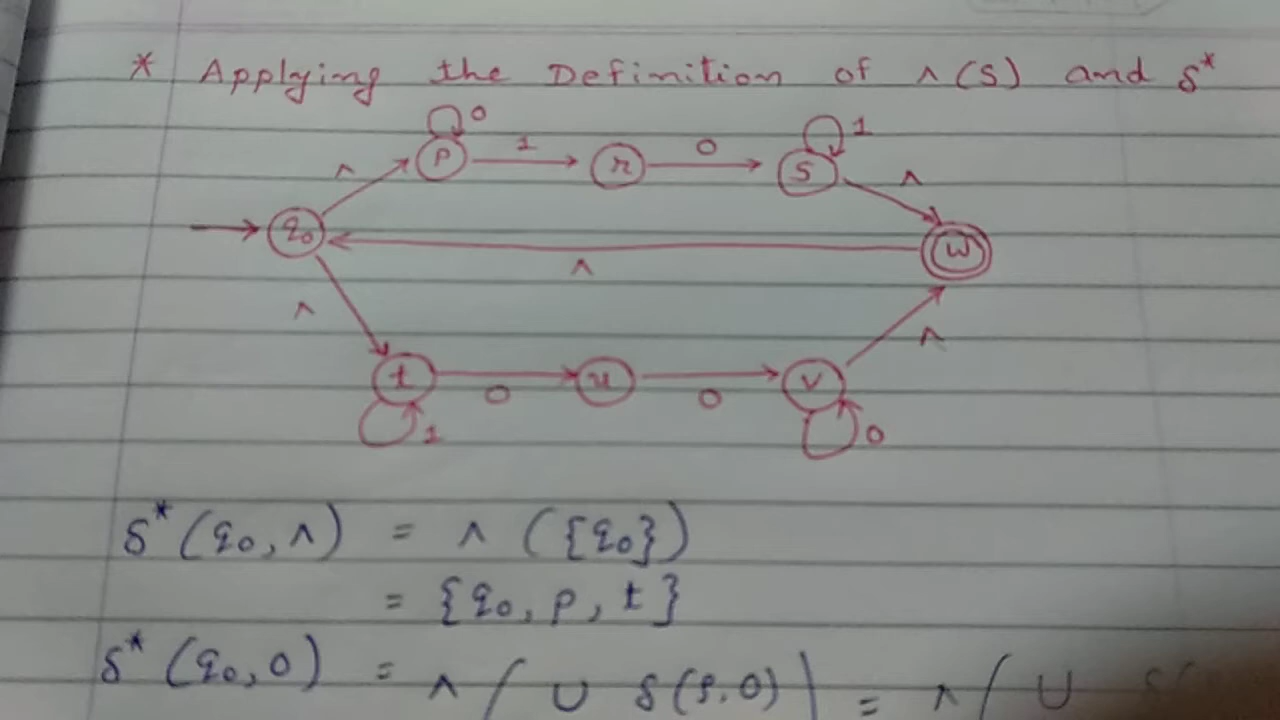 * Applying the Definition of ʌ(S) and δ*
0 1
p 1 r 0 s
ʌ ʌ
q₀ w
ʌ
ʌ ʌ
t 0 u 0 v
1 0
δ*(q₀, ʌ) = ʌ ({q₀})
= {q₀, p, t}
δ*(q₀, 0) = ʌ ( ∪ δ(p, 0) ) = ʌ ( ∪